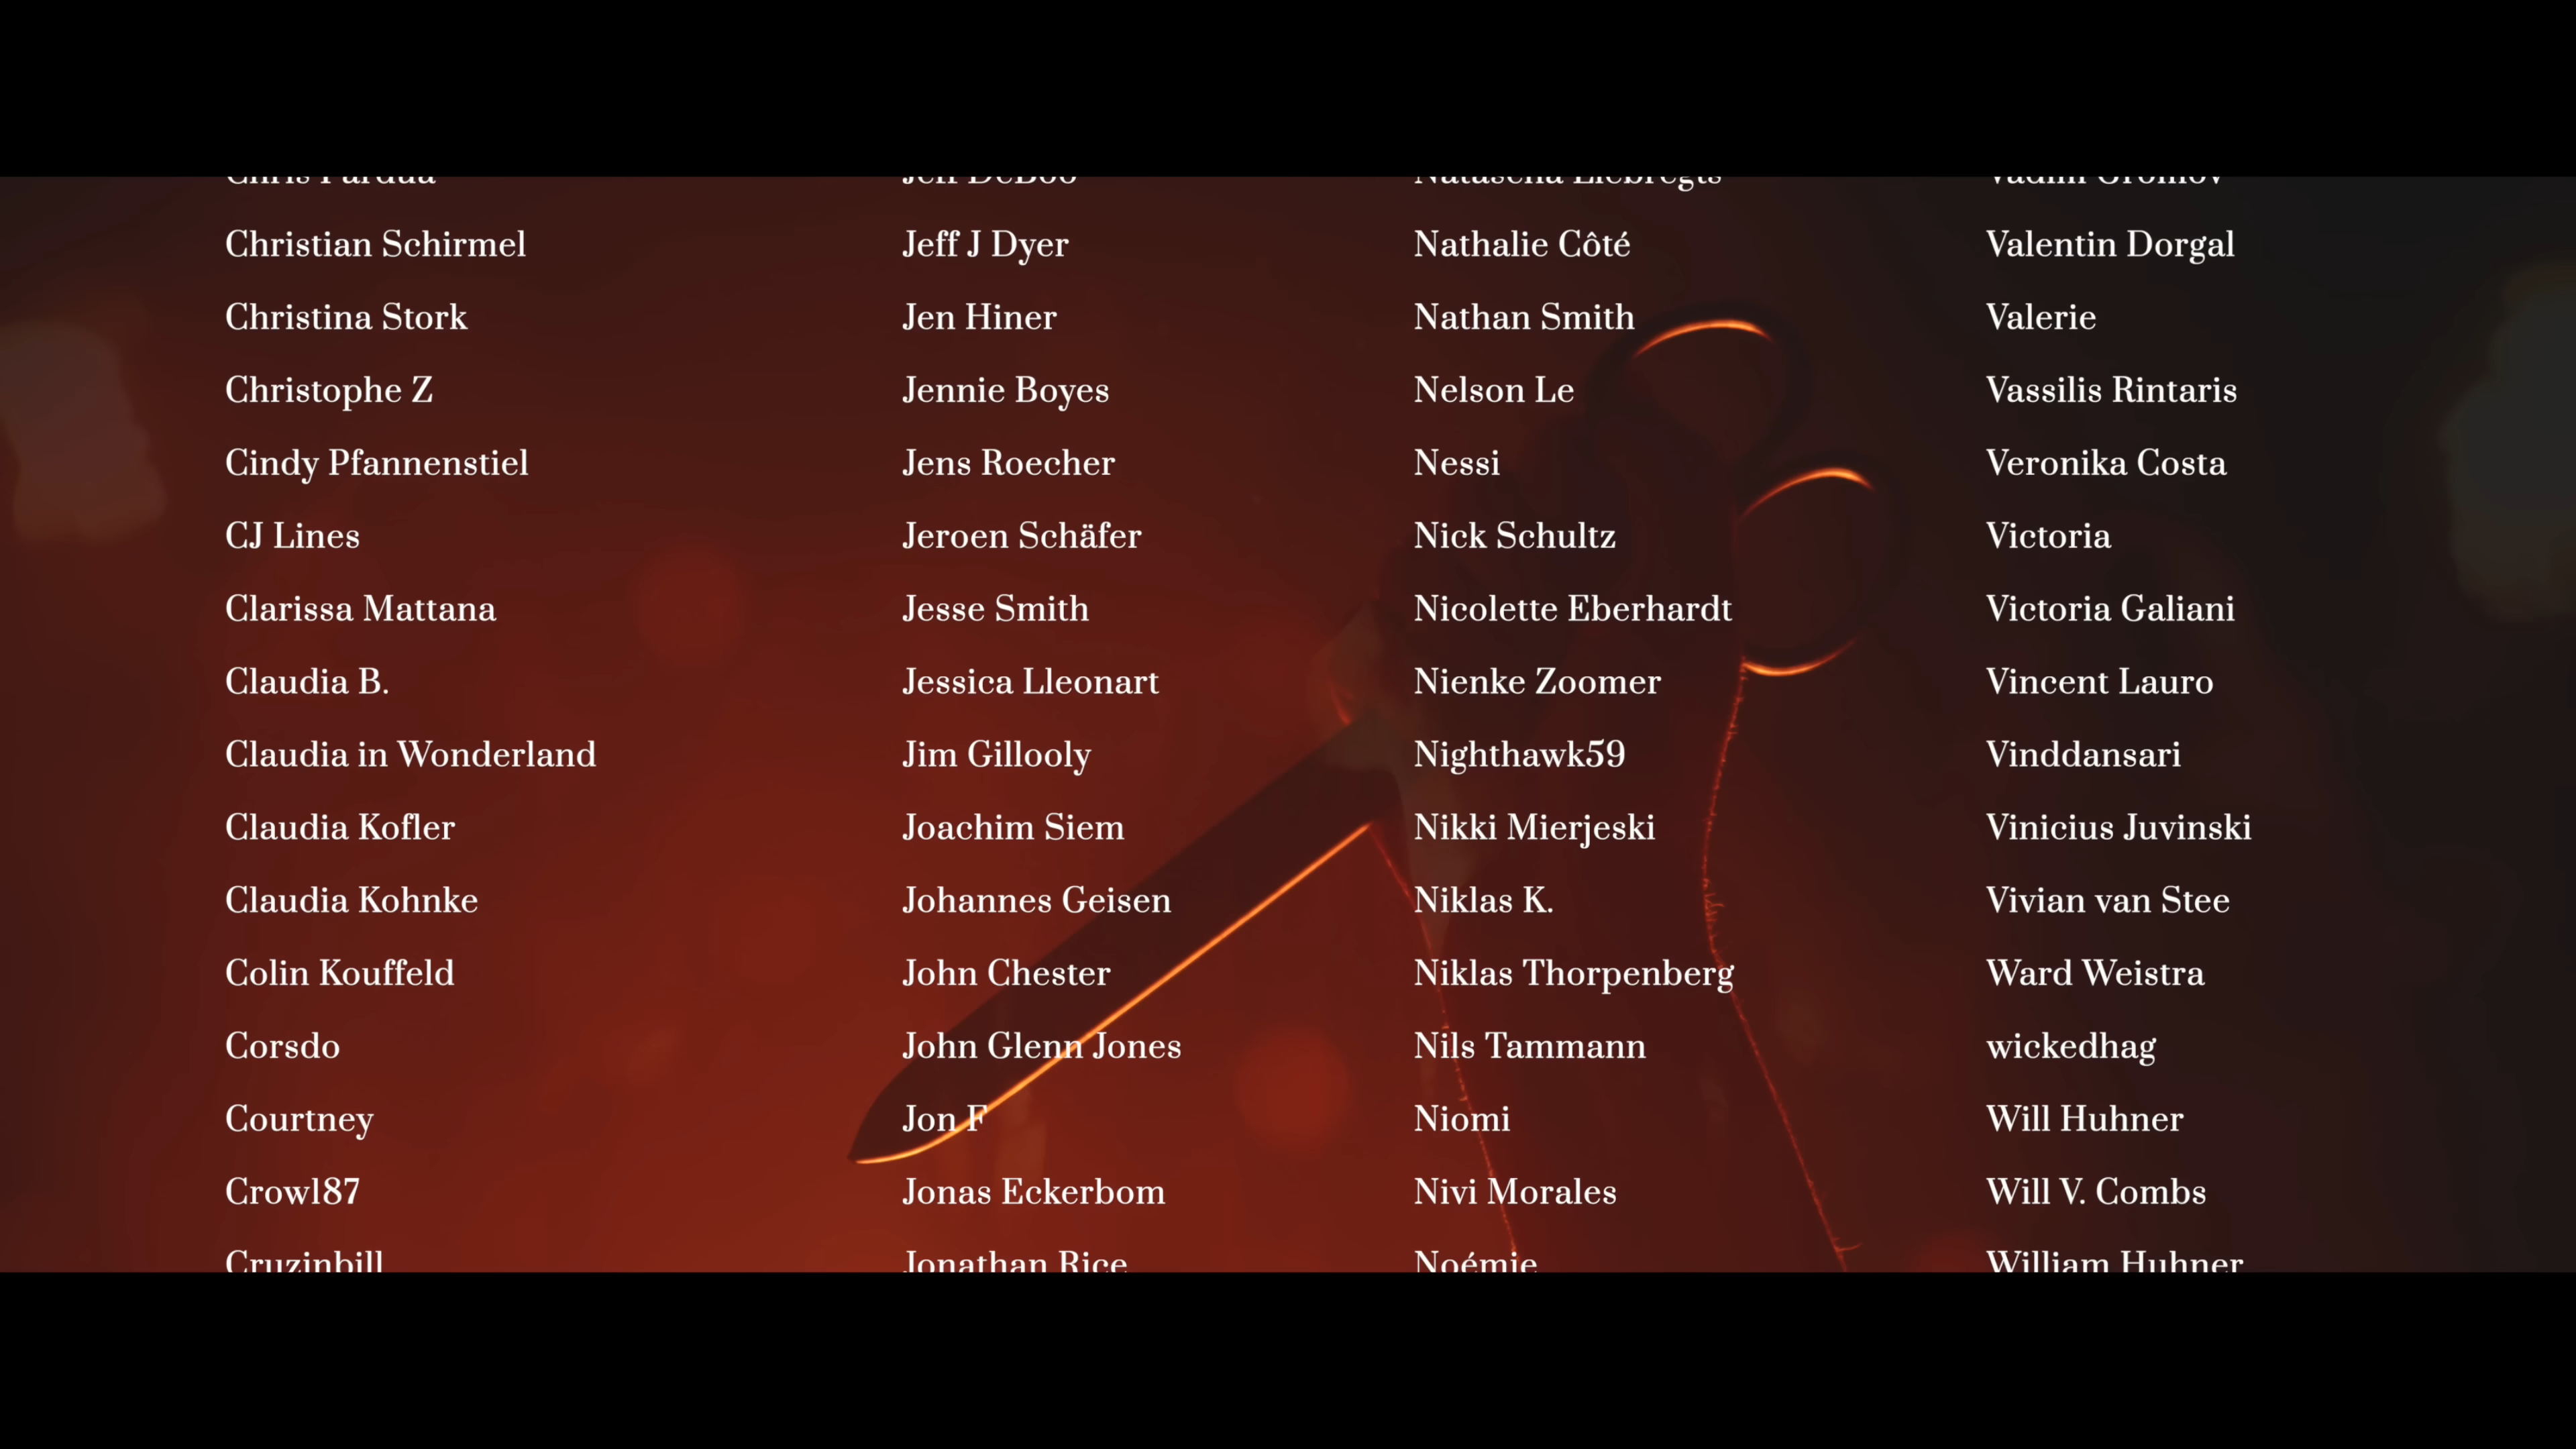 Christian Schirmel
Christina Stork
Christophe Z
Cindy Pfannenstiel
CJ Lines
Clarissa Mattana
Claudia B.
Claudia in Wonderland
Claudia Kofler
Claudia Kohnke
Colin Kouffeld
Corsdo
Courtney
Crowl87
Cruzinbill
Jeff J Dyer
Jen Hiner
Jennie Boyes
Jens Roecher
Jeroen Schäfer
Jesse Smith
Jessica Lleonart
Jim Gillooly
Joachim Siem
Johannes Geisen
John Chester
John Glenn Jones
Jon F
Jonas Eckerbom
Jonathan Rice
Natascha Liebregts
Nathalie Côté
Nathan Smith
Nelson Le
Nessi
Nick Schultz
Nicolette Eberhardt
Nienke Zoomer
Nighthawk59
Nikki Mierjeski
Niklas K.
Niklas Thorpenberg
Nils Tammann
Niomi
Nivi Morales
Noémie
Valentin Dorgal
Valerie
Vassilis Rintaris
Veronika Costa
Victoria
Victoria Galiani
Vincent Lauro
Vinddansari
Vinicius Juvinski
Vivian van Stee
Ward Weistra
wickedhag
Will Huhner
Will V. Combs
William Huhner